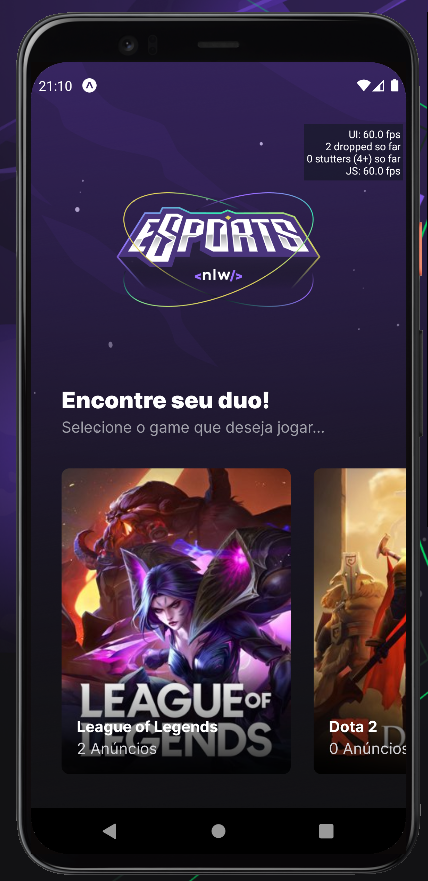 21:10
UI: 60.0 fps
2 dropped so far
0 stutters (4+) so far
JS: 60.0 fps
ESPORTS
<nlw/>
Encontre seu duo!
Selecione o game que deseja jogar...
LEAGUE OF
LEGENDS
League of Legends
2 Anúncios
D
Dota 2
0 Anúncios